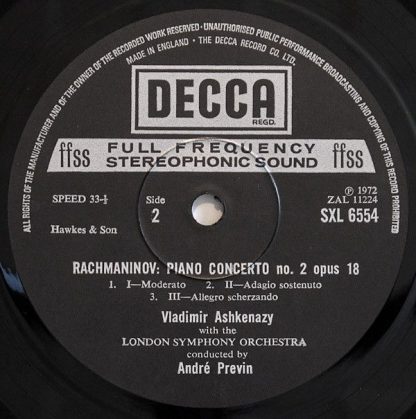 ALL RIGHTS OF THE MANUFACTURER AND OF THE OWNER OF THE RECORDED WORK RESERVED · UNAUTHORISED PUBLIC PERFORMANCE BROADCASTING AND COPYING OF THIS RECORD PROHIBITED
MADE IN ENGLAND · THE DECCA RECORD CO. LTD.
DECCA
REGD.
ffss FULL FREQUENCY STEREOPHONIC SOUND ffss
SPEED 33⅓
Side
2
Ⓟ 1972
ZAL 11224
SXL 6554
Hawkes & Son
RACHMANINOV: PIANO CONCERTO no. 2 opus 18
1. I—Moderato 2. II—Adagio sostenuto
3. III—Allegro scherzando
Vladimir Ashkenazy
with the
LONDON SYMPHONY ORCHESTRA
conducted by
André Previn